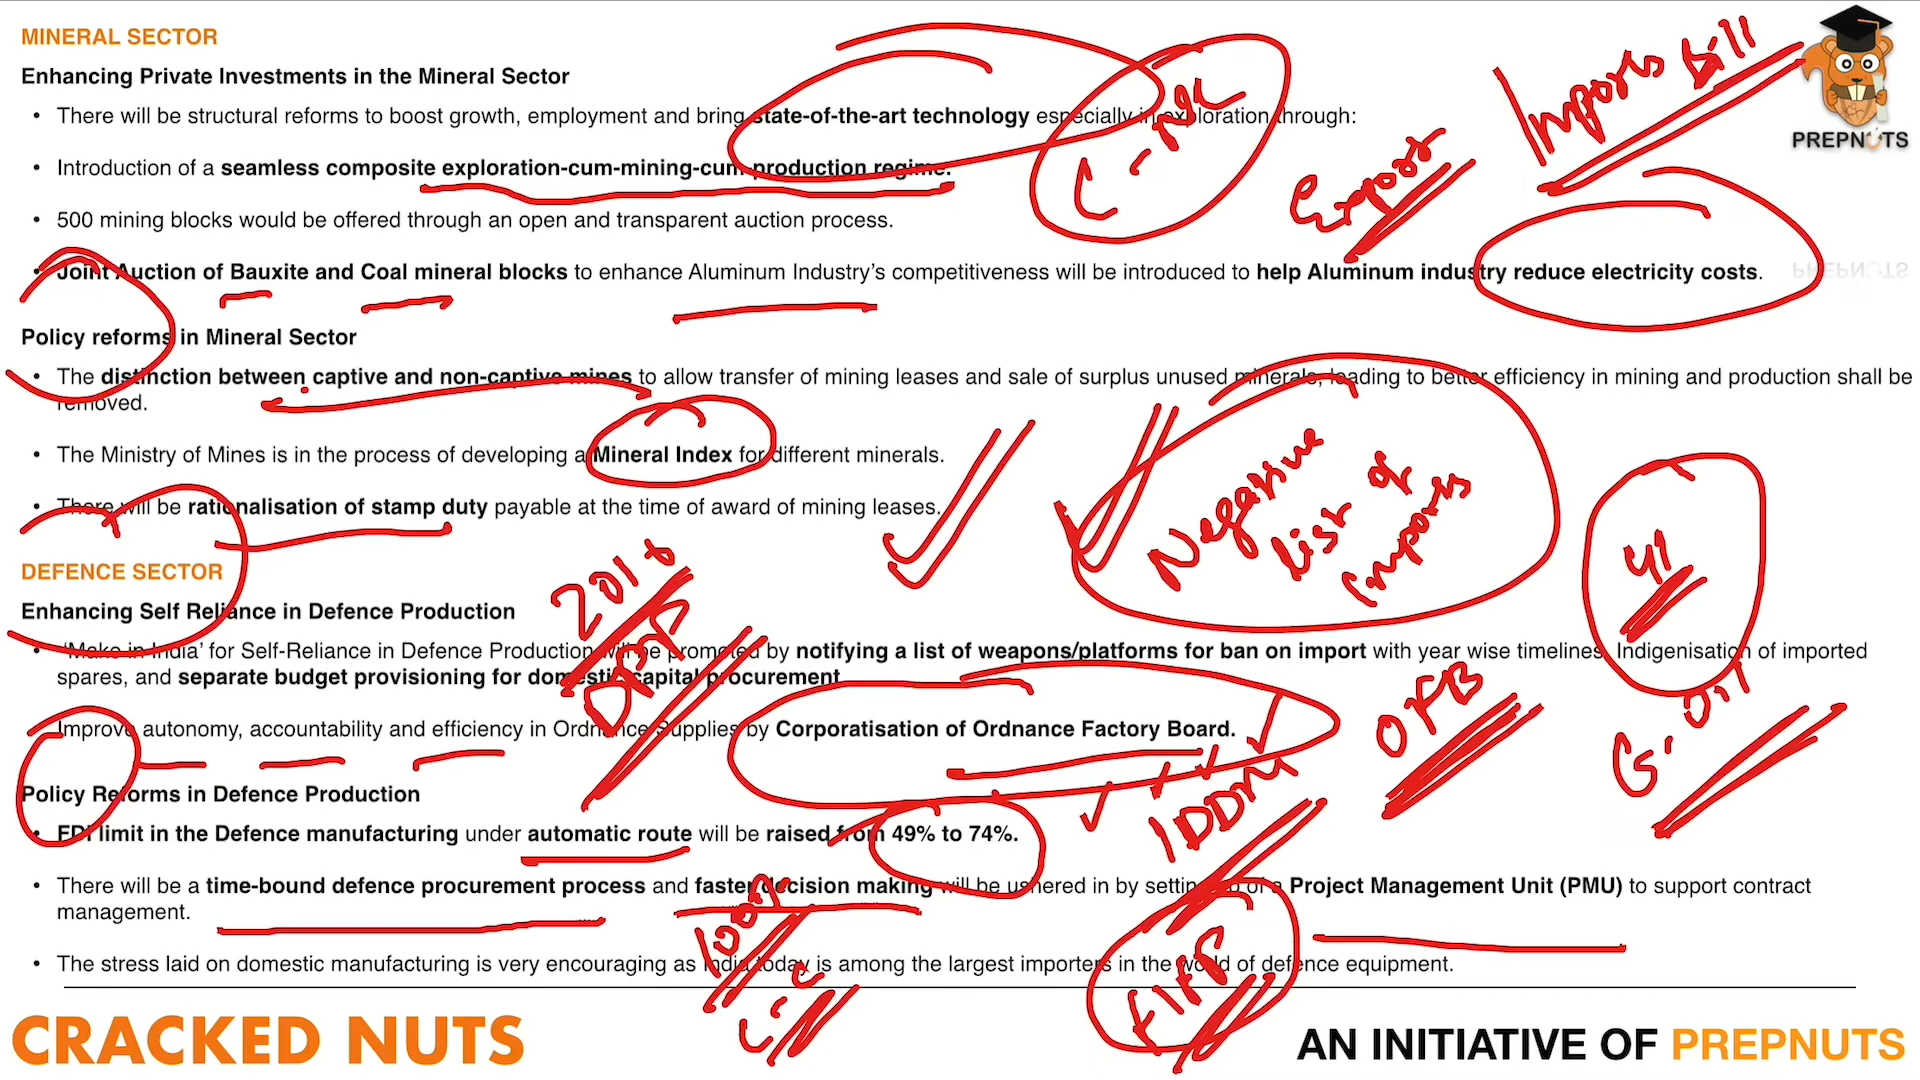 MINERAL SECTOR
Enhancing Private Investments in the Mineral Sector
• There will be structural reforms to boost growth, employment and bring state-of-the-art technology especially in exploration through:
• Introduction of a seamless composite exploration-cum-mining-cum-production regime.
• 500 mining blocks would be offered through an open and transparent auction process.
• Joint Auction of Bauxite and Coal mineral blocks to enhance Aluminum Industry's competitiveness will be introduced to help Aluminum industry reduce electricity costs.
Policy reforms in Mineral Sector
• The distinction between captive and non-captive mines to allow transfer of mining leases and sale of surplus unused minerals, leading to better efficiency in mining and production shall be
removed.
• The Ministry of Mines is in the process of developing a Mineral Index for different minerals.
• There will be rationalisation of stamp duty payable at the time of award of mining leases.
DEFENCE SECTOR
Enhancing Self Reliance in Defence Production
• 'Make in India' for Self-Reliance in Defence Production will be promoted by notifying a list of weapons/platforms for ban on import with year wise timelines, Indigenisation of imported
spares, and separate budget provisioning for domestic capital procurement
Improve autonomy, accountability and efficiency in Ordnance Supplies by Corporatisation of Ordnance Factory Board.
Policy Reforms in Defence Production
• FDI limit in the Defence manufacturing under automatic route will be raised from 49% to 74%.
• There will be a time-bound defence procurement process and faster decision making will be ushered in by setting up of a Project Management Unit (PMU) to support contract
management.
• The stress laid on domestic manufacturing is very encouraging as India today is among the largest importers in the world of defence equipment.
CRACKED NUTS
AN INITIATIVE OF PREPNUTS
PREPNUTS
Imports Bill
Export
Negative
list of
imports
41
2016
DPP
OFB
IDDM
100%